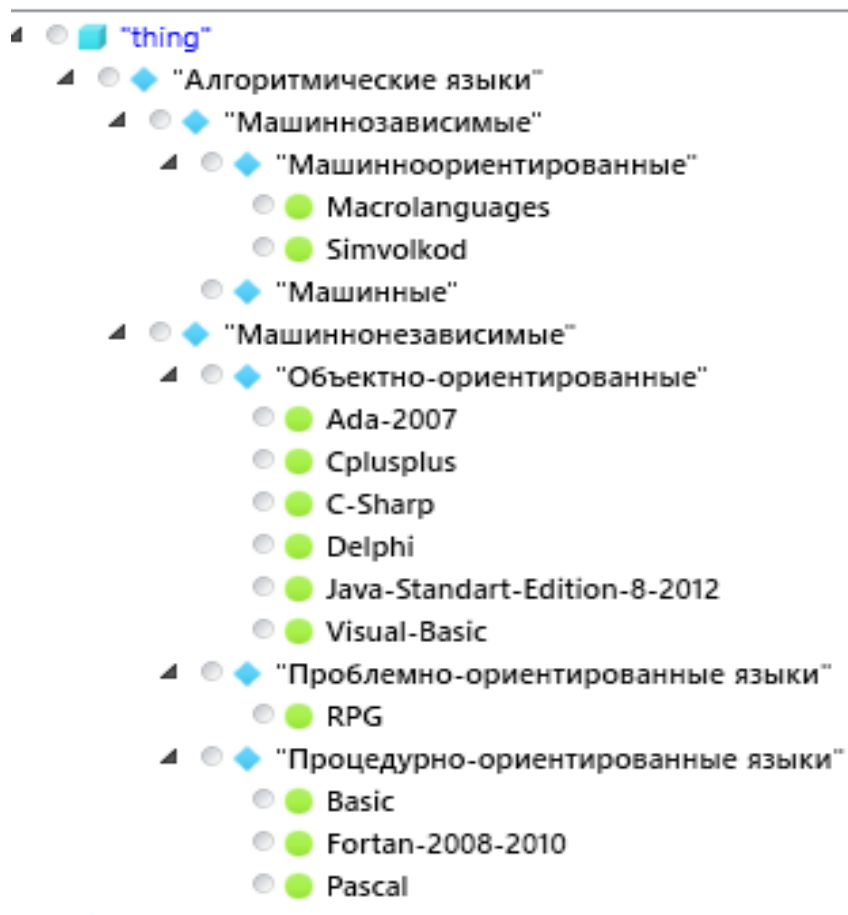 "thing"
"Алгоритмические языки"
"Машиннозависимые"
"Машинноориентированные"
Macrolanguages
Simvolkod
"Машинные"
"Машиннонезависимые"
"Объектно-ориентированные"
Ada-2007
Cplusplus
C-Sharp
Delphi
Java-Standart-Edition-8-2012
Visual-Basic
"Проблемно-ориентированные языки"
RPG
"Процедурно-ориентированные языки"
Basic
Fortan-2008-2010
Pascal